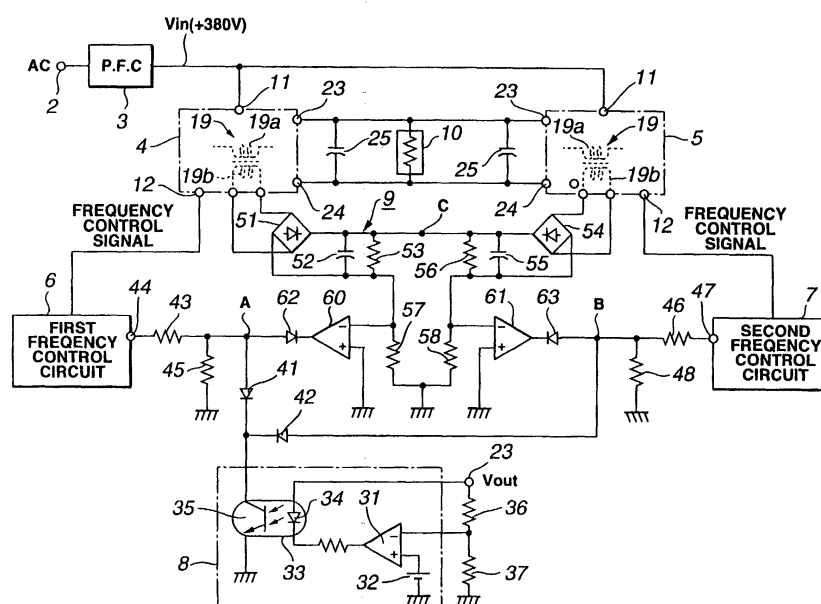 Vin(+380V)
AC P.F.C
2 3 11 23 11
4 19 19a 25 10 23 25 19a 19 5
19b 19b
12 24 24 12
FREQUENCY CONTROL SIGNAL
51 9 C 54
FREQUENCY CONTROL SIGNAL
52 53 56 55
6 44 43 A 62 60 57 58 61 63 B 46 47 7
FIRST FREQENCY CONTROL CIRCUIT
45 41 48
SECOND FREQENCY CONTROL CIRCUIT
42
23 Vout
35 34 31 36
8 33 32 37